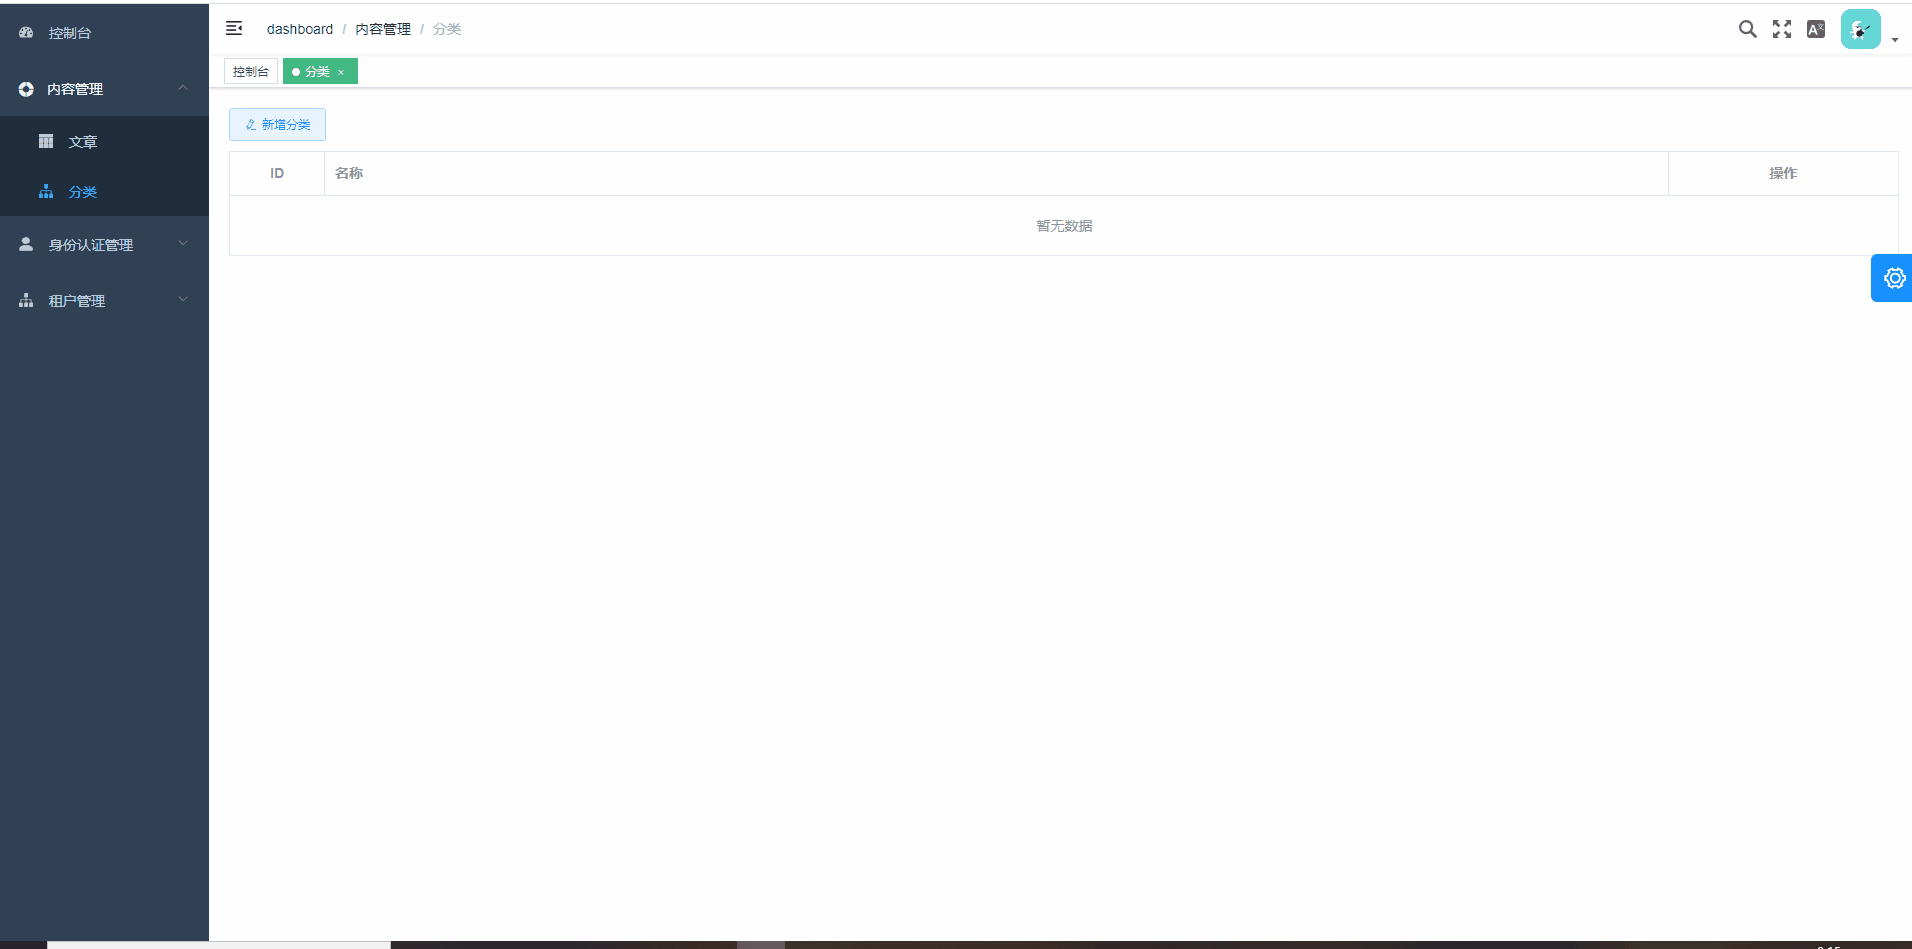 控制台
内容管理
文章
分类
身份认证管理
租户管理
dashboard / 内容管理 / 分类
控制台 分类 ×
新增分类
ID 名称 操作
暂无数据